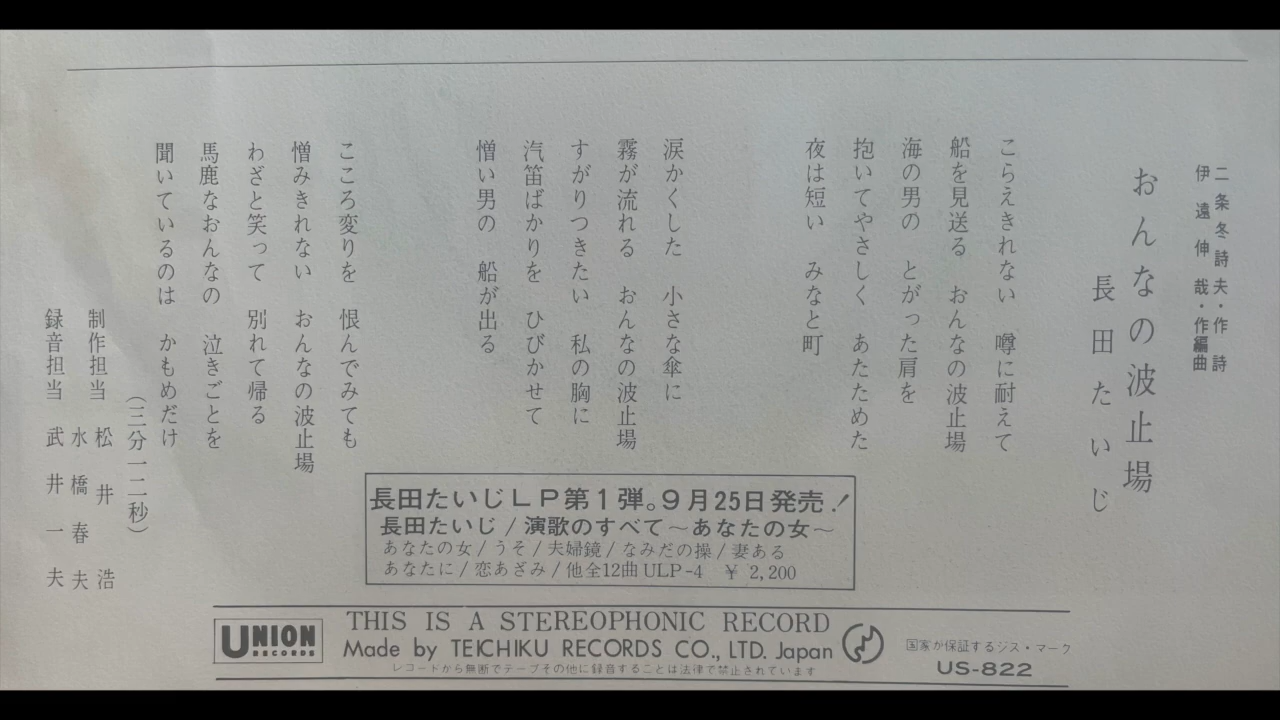 二条冬詩夫・作詩
伊遠伸哉・作編曲
おんなの波止場
長田たいじ
こらえきれない　噂に耐えて
船を見送る　おんなの波止場
海の男の　とがった肩を
抱いてやさしく　あたためた
夜は短い　みなと町
涙かくした　小さな傘に
霧が流れる　おんなの波止場
すがりつきたい　私の胸に
汽笛ばかりを　ひびかせて
憎い男の　船が出る
こころ変りを　恨んでみても
憎みきれない　おんなの波止場
わざと笑って　別れて帰る
馬鹿なおんなの　泣きごとを
聞いているのは　かもめだけ
（三分一二秒）
制作担当　松井　浩
水橋春夫
録音担当　武井一夫
長田たいじLP第1弾。9月25日発売！
長田たいじ/演歌のすべて〜あなたの女〜
あなたの女/うそ/夫婦鏡/なみだの操/妻ある
あなたに/恋あざみ/他全12曲 ULP-4　¥ 2,200
UNION RECORDS
THIS IS A STEREOPHONIC RECORD
Made by TEICHIKU RECORDS CO., LTD. Japan
レコードから無断でテープその他に録音することは法律で禁止されています
国家が保証するジス・マーク
US-822